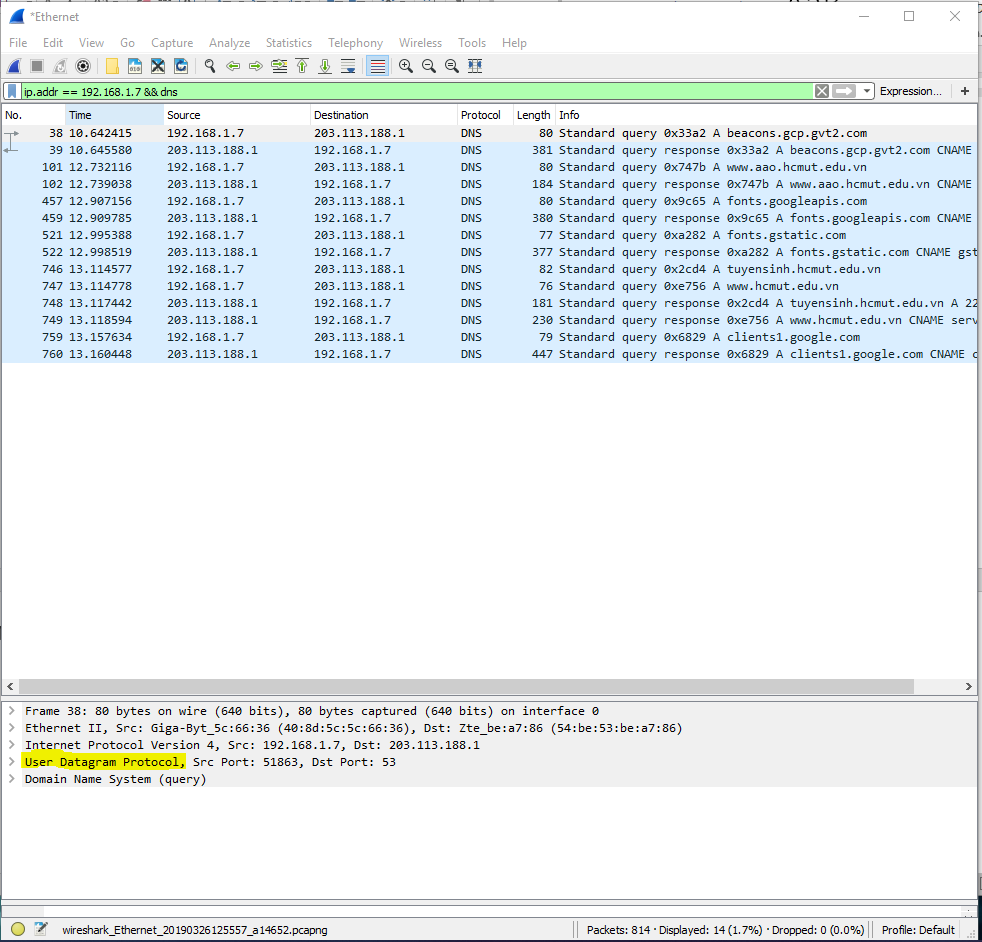 *Ethernet
File Edit View Go Capture Analyze Statistics Telephony Wireless Tools Help
ip.addr == 192.168.1.7 && dns Expression... +
No. Time Source Destination Protocol Length Info
38 10.642415 192.168.1.7 203.113.188.1 DNS 80 Standard query 0x33a2 A beacons.gcp.gvt2.com
39 10.645580 203.113.188.1 192.168.1.7 DNS 381 Standard query response 0x33a2 A beacons.gcp.gvt2.com CNAME
101 12.732116 192.168.1.7 203.113.188.1 DNS 80 Standard query 0x747b A www.aao.hcmut.edu.vn
102 12.739038 203.113.188.1 192.168.1.7 DNS 184 Standard query response 0x747b A www.aao.hcmut.edu.vn CNAME
457 12.907156 192.168.1.7 203.113.188.1 DNS 80 Standard query 0x9c65 A fonts.googleapis.com
459 12.909785 203.113.188.1 192.168.1.7 DNS 380 Standard query response 0x9c65 A fonts.googleapis.com CNAME
521 12.995388 192.168.1.7 203.113.188.1 DNS 77 Standard query 0xa282 A fonts.gstatic.com
522 12.998519 203.113.188.1 192.168.1.7 DNS 377 Standard query response 0xa282 A fonts.gstatic.com CNAME gst
746 13.114577 192.168.1.7 203.113.188.1 DNS 82 Standard query 0x2cd4 A tuyensinh.hcmut.edu.vn
747 13.114778 192.168.1.7 203.113.188.1 DNS 76 Standard query 0xe756 A www.hcmut.edu.vn
748 13.117442 203.113.188.1 192.168.1.7 DNS 181 Standard query response 0x2cd4 A tuyensinh.hcmut.edu.vn A 22
749 13.118594 203.113.188.1 192.168.1.7 DNS 230 Standard query response 0xe756 A www.hcmut.edu.vn CNAME serv
759 13.157634 192.168.1.7 203.113.188.1 DNS 79 Standard query 0x6829 A clients1.google.com
760 13.160448 203.113.188.1 192.168.1.7 DNS 447 Standard query response 0x6829 A clients1.google.com CNAME c
Frame 38: 80 bytes on wire (640 bits), 80 bytes captured (640 bits) on interface 0
Ethernet II, Src: Giga-Byt_5c:66:36 (40:8d:5c:5c:66:36), Dst: Zte_be:a7:86 (54:be:53:be:a7:86)
Internet Protocol Version 4, Src: 192.168.1.7, Dst: 203.113.188.1
User Datagram Protocol, Src Port: 51863, Dst Port: 53
Domain Name System (query)
wireshark_Ethernet_20190326125557_a14652.pcapng Packets: 814 · Displayed: 14 (1.7%) · Dropped: 0 (0.0%) Profile: Default